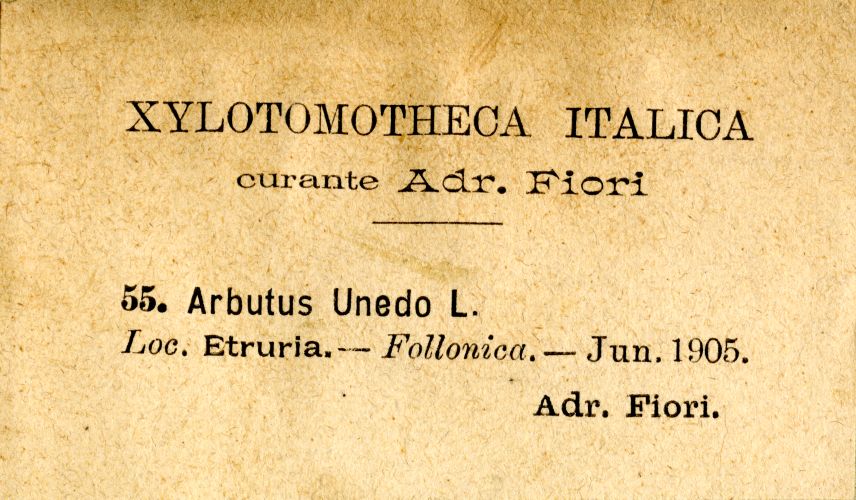 XYLOTOMOTHECA ITALICA
curante Adr. Fiori
55. Arbutus Unedo L.
Loc. Etruria. — Follonica. — Jun. 1905.
Adr. Fiori.